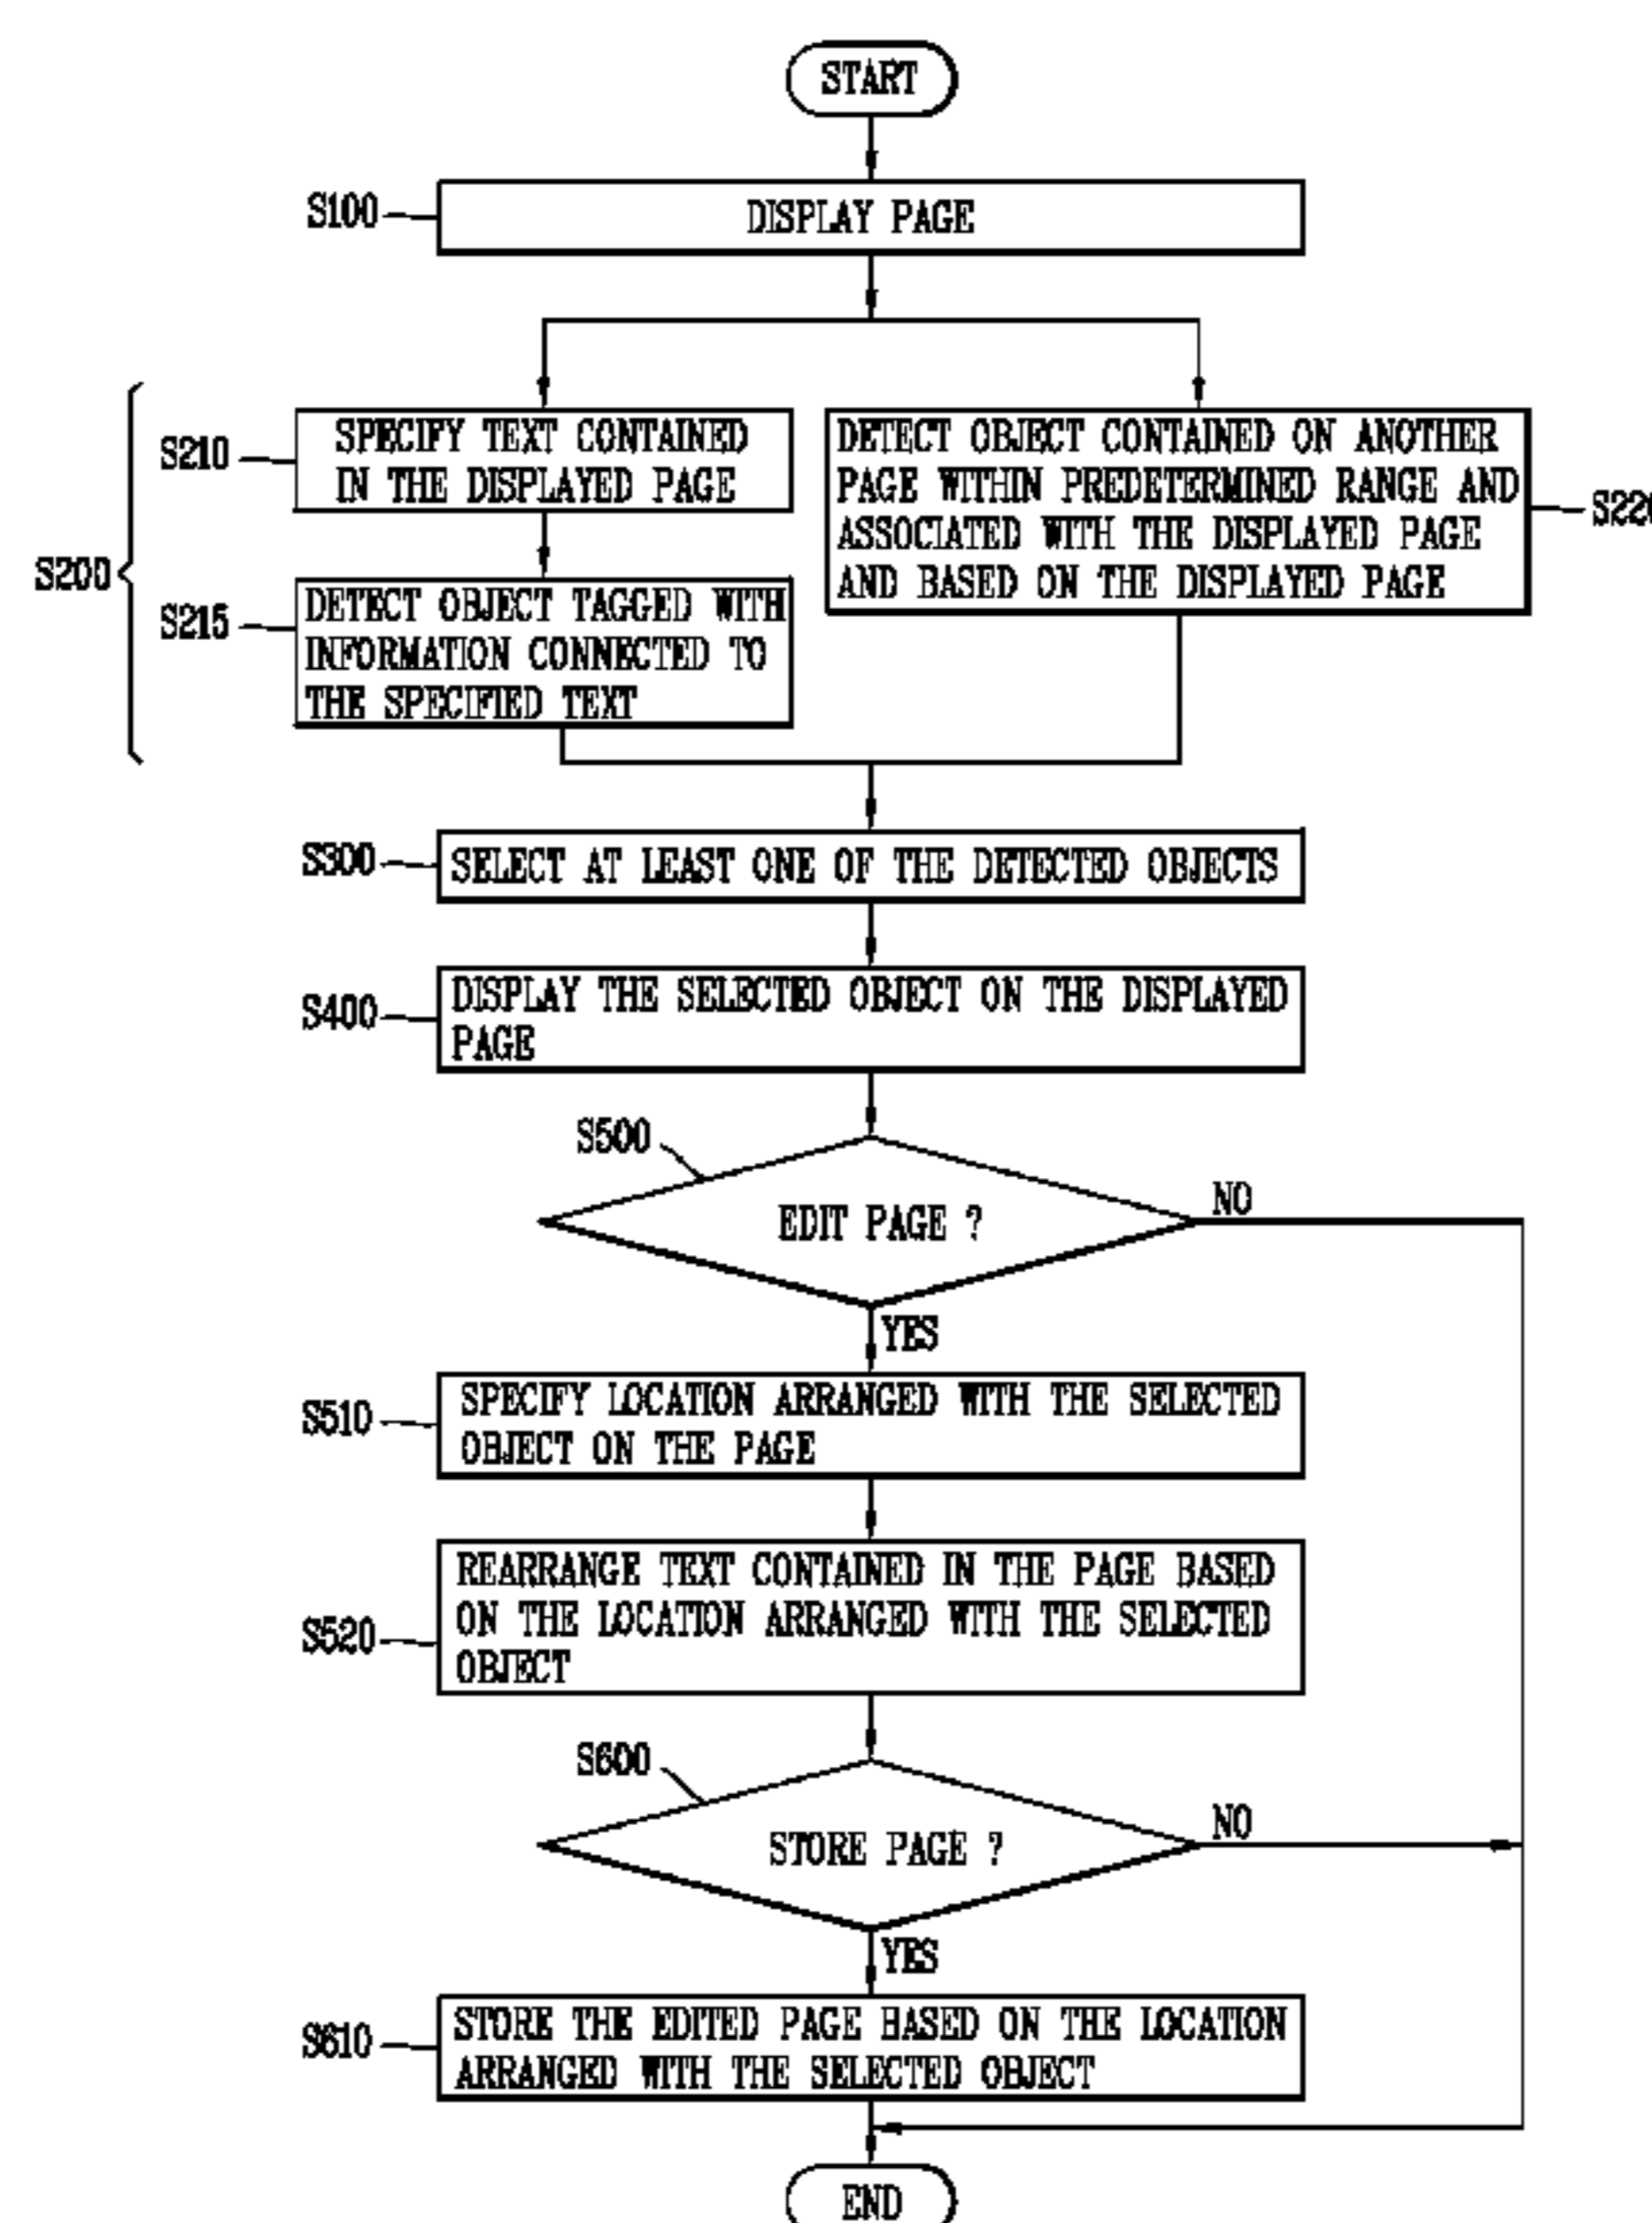 START
S100
DISPLAY PAGE
S200
S210
SPECIFY TEXT CONTAINED
IN THE DISPLAYED PAGE
S215
DETECT OBJECT TAGGED WITH
INFORMATION CONNECTED TO
THE SPECIFIED TEXT
DETECT OBJECT CONTAINED ON ANOTHER
PAGE WITHIN PREDETERMINED RANGE AND
ASSOCIATED WITH THE DISPLAYED PAGE
AND BASED ON THE DISPLAYED PAGE
S220
S300
SELECT AT LEAST ONE OF THE DETECTED OBJECTS
S400
DISPLAY THE SELECTED OBJECT ON THE DISPLAYED
PAGE
S500
EDIT PAGE ?
NO
YES
S510
SPECIFY LOCATION ARRANGED WITH THE SELECTED
OBJECT ON THE PAGE
S520
REARRANGE TEXT CONTAINED IN THE PAGE BASED
ON THE LOCATION ARRANGED WITH THE SELECTED
OBJECT
S600
STORE PAGE ?
NO
YES
S610
STORE THE EDITED PAGE BASED ON THE LOCATION
ARRANGED WITH THE SELECTED OBJECT
END